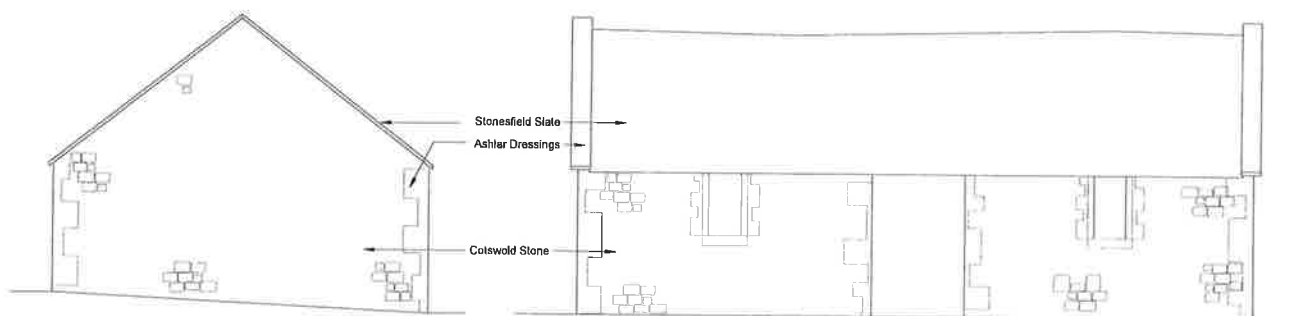 Stonesfield Slate
Ashlar Dressings
Cotswold Stone